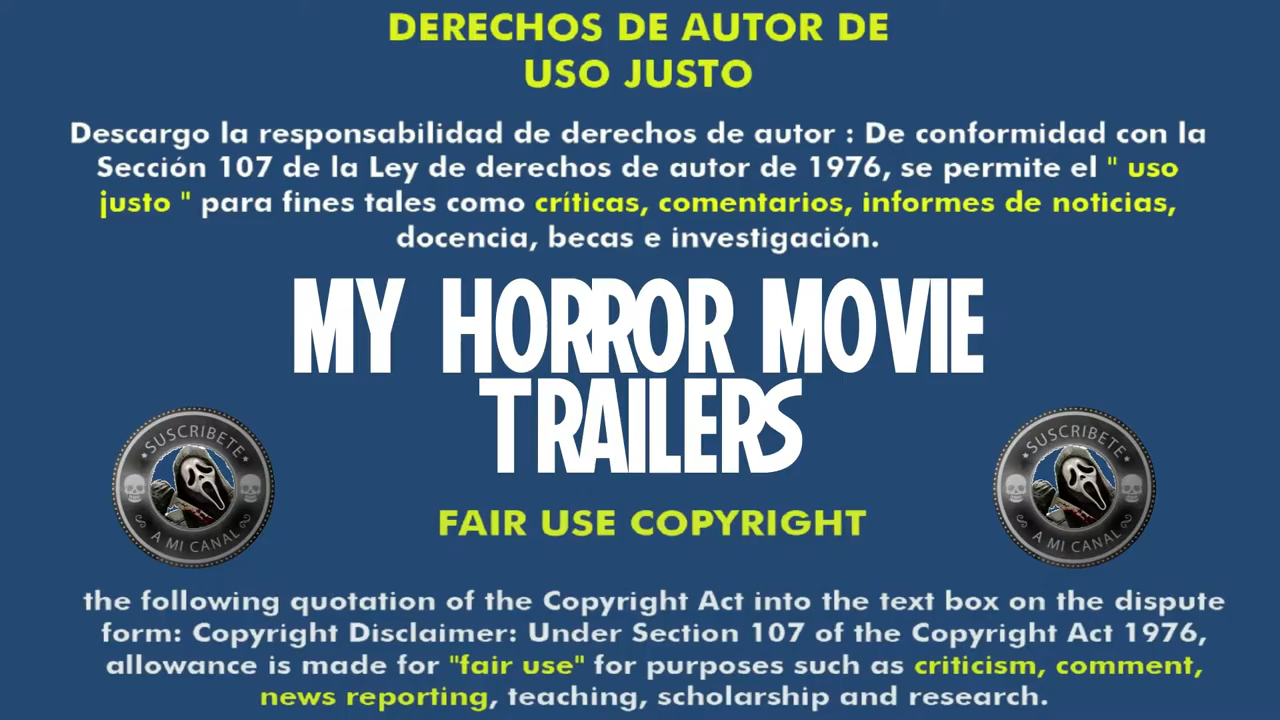 DERECHOS DE AUTOR DE
USO JUSTO
Descargo la responsabilidad de derechos de autor : De conformidad con la
Sección 107 de la Ley de derechos de autor de 1976, se permite el " uso
justo " para fines tales como críticas, comentarios, informes de noticias,
docencia, becas e investigación.
MY HORROR MOVIE
TRAILERS
SUSCRIBETE
A MI CANAL
SUSCRIBETE
A MI CANAL
FAIR USE COPYRIGHT
the following quotation of the Copyright Act into the text box on the dispute
form: Copyright Disclaimer: Under Section 107 of the Copyright Act 1976,
allowance is made for "fair use" for purposes such as criticism, comment,
news reporting, teaching, scholarship and research.